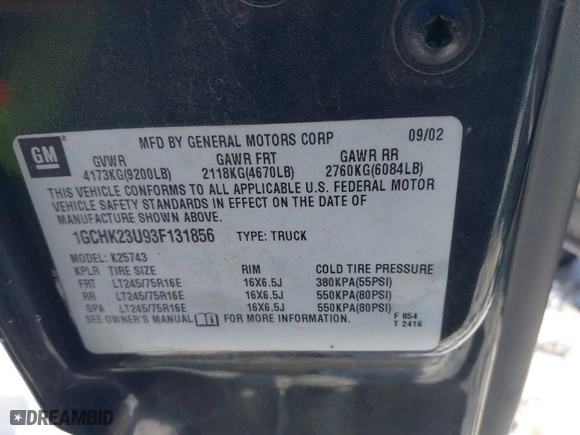 GM
®
MFD BY GENERAL MOTORS CORP 09/02
GVWR GAWR FRT GAWR RR
4173KG(9200LB) 2118KG(4670LB) 2760KG(6084LB)
THIS VEHICLE CONFORMS TO ALL APPLICABLE U.S. FEDERAL MOTOR
VEHICLE SAFETY STANDARDS IN EFFECT ON THE DATE OF
MANUFACTURE SHOWN ABOVE.
1GCHK23U93F131856 TYPE: TRUCK
MODEL: K25743
KPLR TIRE SIZE RIM COLD TIRE PRESSURE
FRT LT245/75R16E 16X6.5J 380KPA(55PSI)
RR LT245/75R16E 16X6.5J 550KPA(80PSI)
SPA LT245/75R16E 16X6.5J 550KPA(80PSI)
SEE OWNER'S MANUAL FOR MORE INFORMATION
F 854
T 2416
DREAMBID